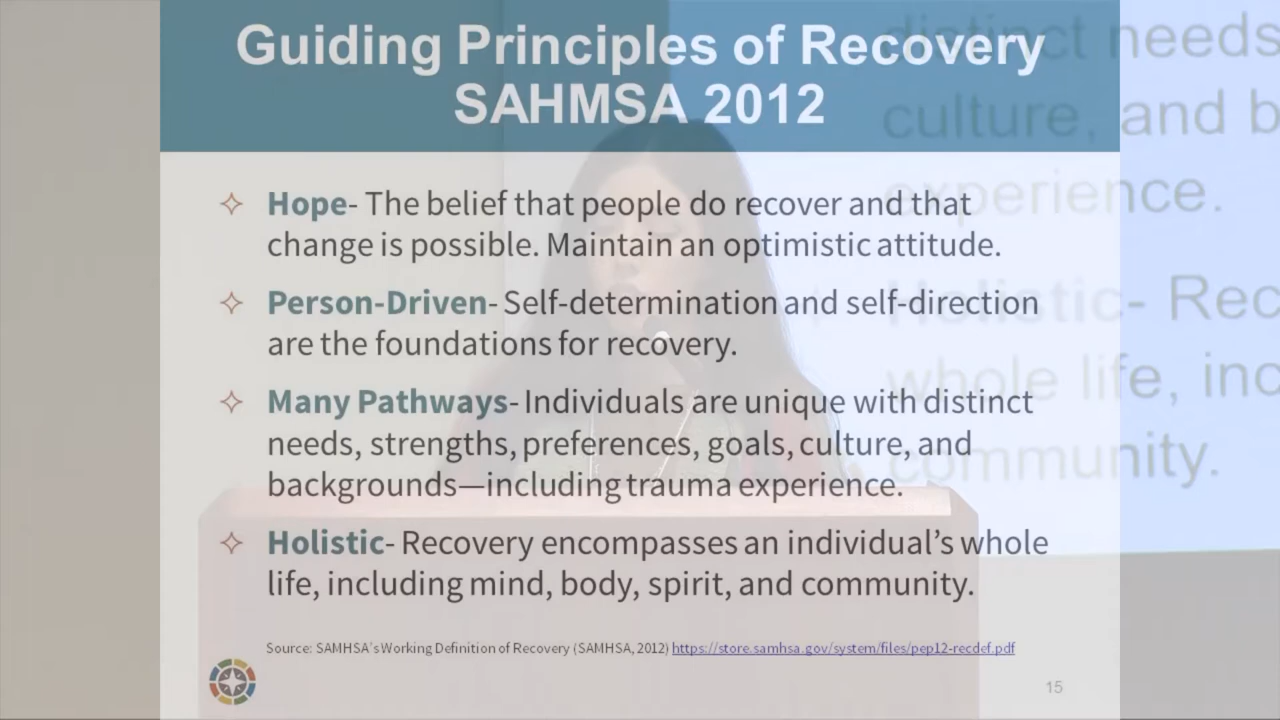 Guiding Principles of Recovery
SAHMSA 2012
Hope- The belief that people do recover and that
change is possible. Maintain an optimistic attitude.
Person-Driven- Self-determination and self-direction
are the foundations for recovery.
Many Pathways- Individuals are unique with distinct
needs, strengths, preferences, goals, culture, and
backgrounds—including trauma experience.
Holistic- Recovery encompasses an individual's whole
life, including mind, body, spirit, and community.
Source: SAMHSA's Working Definition of Recovery (SAMHSA, 2012) https://store.samhsa.gov/system/files/pep12-recdef.pdf
15
distinct needs
culture, and b
experience.
Holistic- Rec
whole life, inc
community.